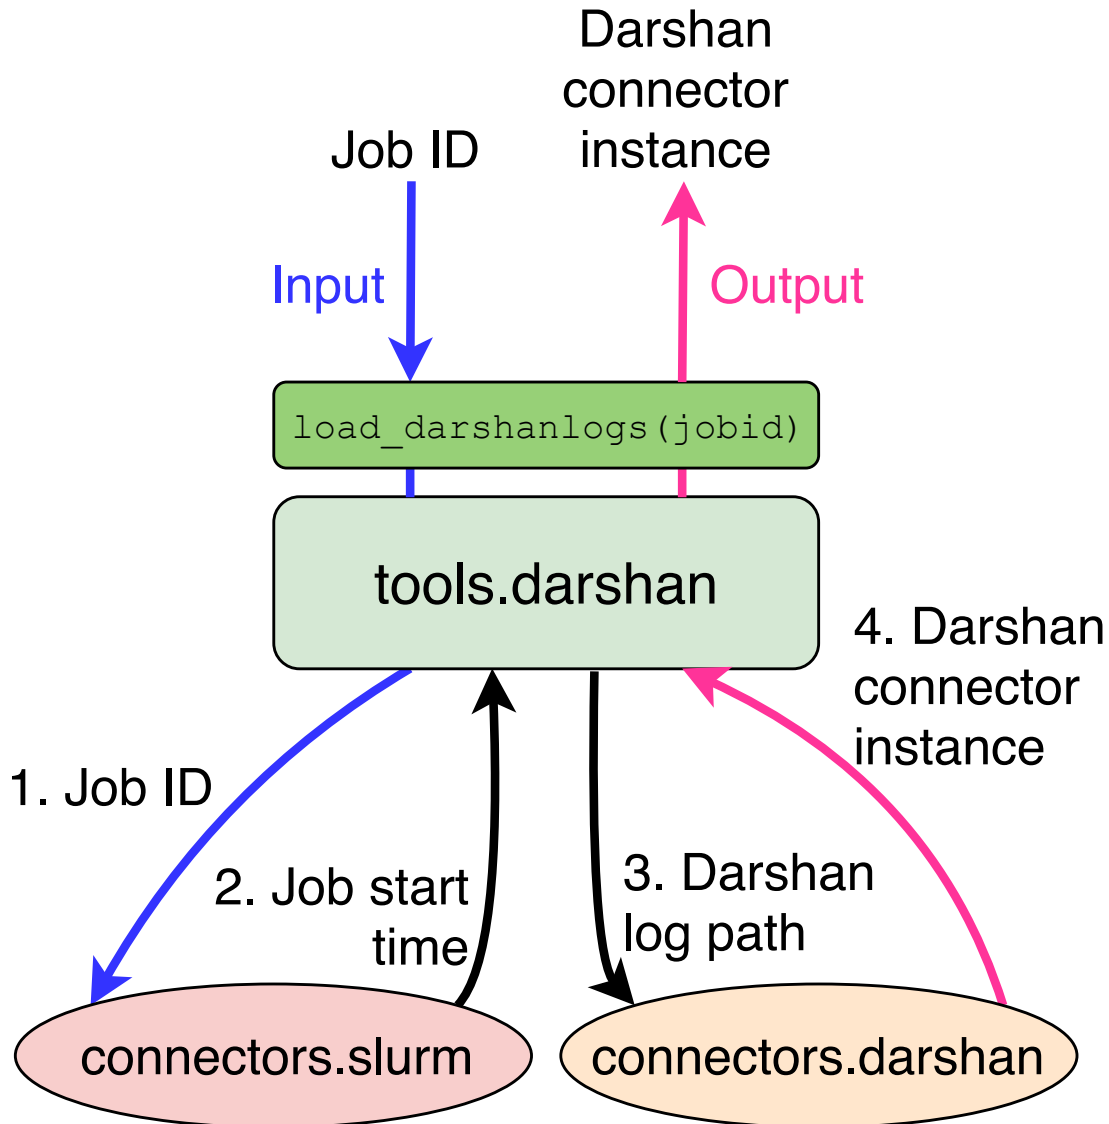 Darshan
connector
instance
Job ID
Input
Output
load_darshanlogs(jobid)
tools.darshan
4. Darshan
connector
instance
1. Job ID
2. Job start
time
3. Darshan
log path
connectors.slurm
connectors.darshan